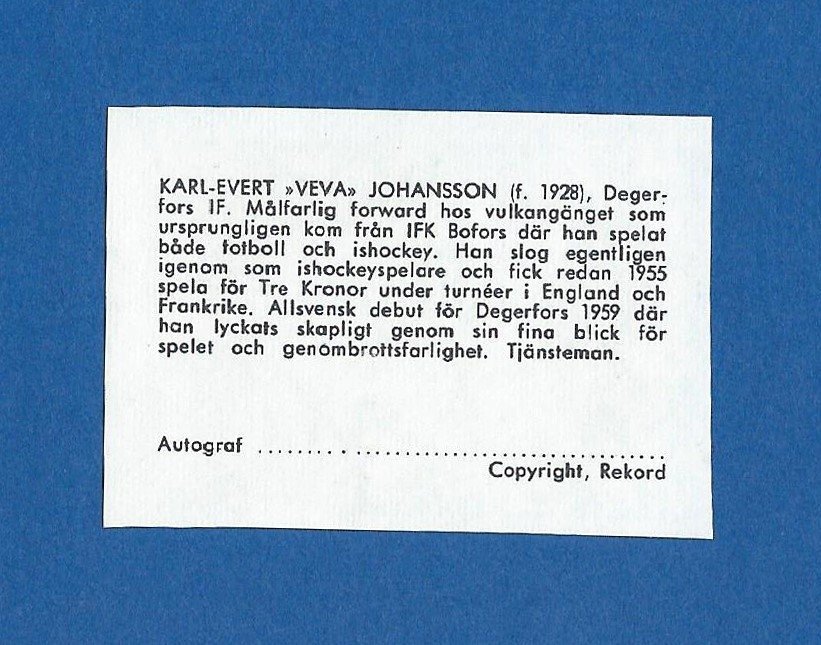 KARL-EVERT »VEVA» JOHANSSON (f. 1928), Deger-
fors IF. Målfarlig forward hos vulkangänget som
ursprungligen kom från IFK Bofors där han spelat
både fotboll och ishockey. Han slog egentligen
igenom som ishockeyspelare och fick redan 1955
spela för Tre Kronor under turnéer i England och
Frankrike. Allsvensk debut för Degerfors 1959 där
han lyckats skapligt genom sin fina blick för
spelet och genombrottsfarlighet. Tjänsteman.
Autograf ........................................
Copyright, Rekord